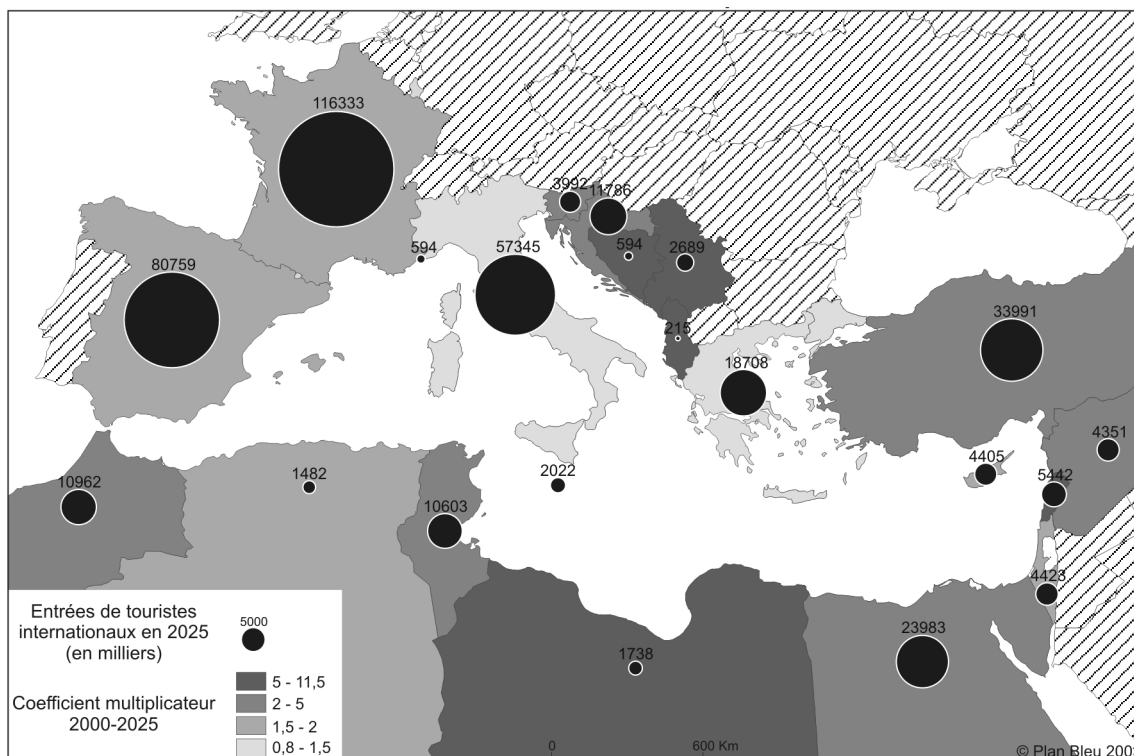 116333
3992
11786
594
57345
594
2689
80759
215
33991
18708
4351
4405
2022
1482
10962
5442
10603
4423
23983
1738
Entrées de touristes
internationaux en 2025
(en milliers)
5000
Coefficient multiplicateur
2000-2025
5 - 11,5
2 - 5
1,5 - 2
0,8 - 1,5
0 600 Km
© Plan Bleu